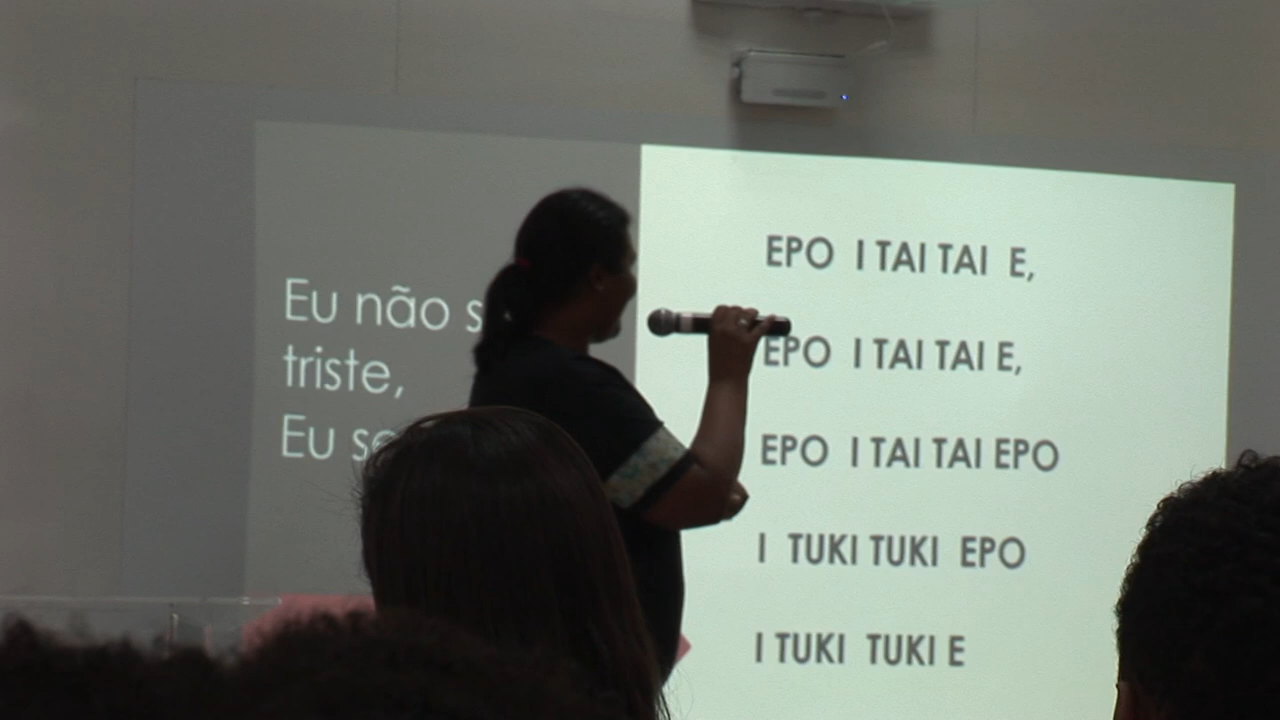 Eu não
triste,
Eu
EPO I TAI TAI E,
EPO I TAI TAI E,
EPO I TAI TAI EPO
I TUKI TUKI EPO
I TUKI TUKI E